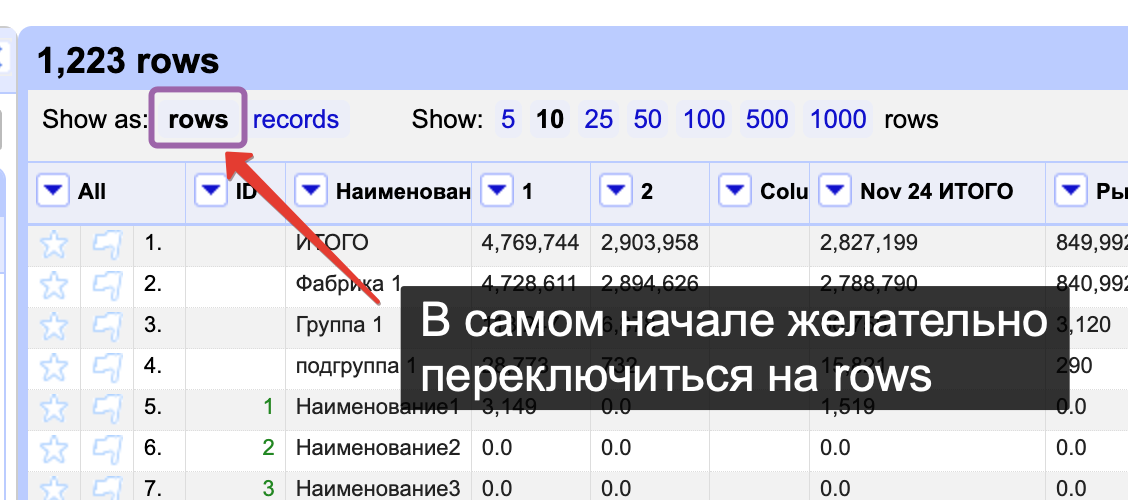 1,223 rows
Show as: rows records Show: 5 10 25 50 100 500 1000 rows
All ID Наименован 1 2 Colu Nov 24 ИТОГО Ры
1. ИТОГО 4,769,744 2,903,958 2,827,199 849,992
2. Фабрика 1 4,728,611 2,894,626 2,788,790 840,992
3. Группа 1 3,120
В самом начале желательно
переключиться на rows
4. подгруппа 1 28,773 732 15,821 290
5. 1 Наименование1 3,149 0.0 1,519 0.0
6. 2 Наименование2 0.0 0.0 0.0 0.0
7. 3 Наименование3 0.0 0.0 0.0 0.0